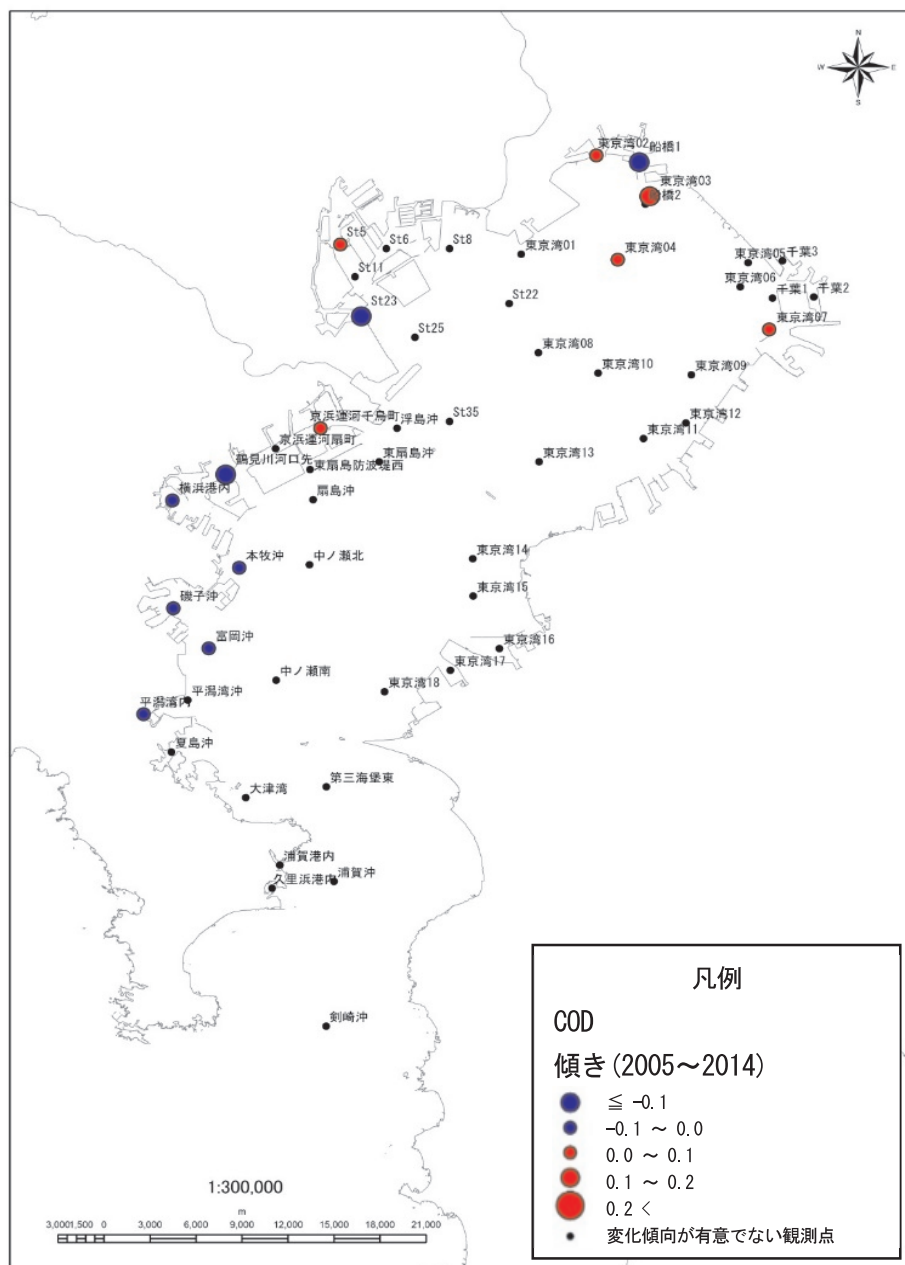 N
W
E
S
東京湾02
船橋1
東京湾03
橋2
St5
St6
St8
東京湾01
東京湾04
東京湾05
千葉3
St11
東京湾06
千葉1
千葉2
St23
St22
東京湾07
St25
東京湾08
東京湾10
東京湾09
京浜運河千鳥町
浮島沖
St35
東京湾12
東京湾11
京浜運河扇町
鶴見川河口先
東扇島防波堤西
東扇島沖
東京湾13
横浜港内
扇島沖
本牧沖
中ノ瀬北
東京湾14
磯子沖
東京湾15
富岡沖
東京湾16
中ノ瀬南
東京湾17
平潟湾内
平潟湾沖
東京湾18
夏島沖
大津湾
第三海堡東
浦賀港内
久里浜港内
浦賀沖
剣崎沖
凡例
COD
傾き(2005～2014)
≦ -0.1
-0.1 ～ 0.0
0.0 ～ 0.1
0.1 ～ 0.2
0.2 <
変化傾向が有意でない観測点
1:300,000
m
3,000 1,500 0 3,000 6,000 9,000 12,000 15,000 18,000 21,000